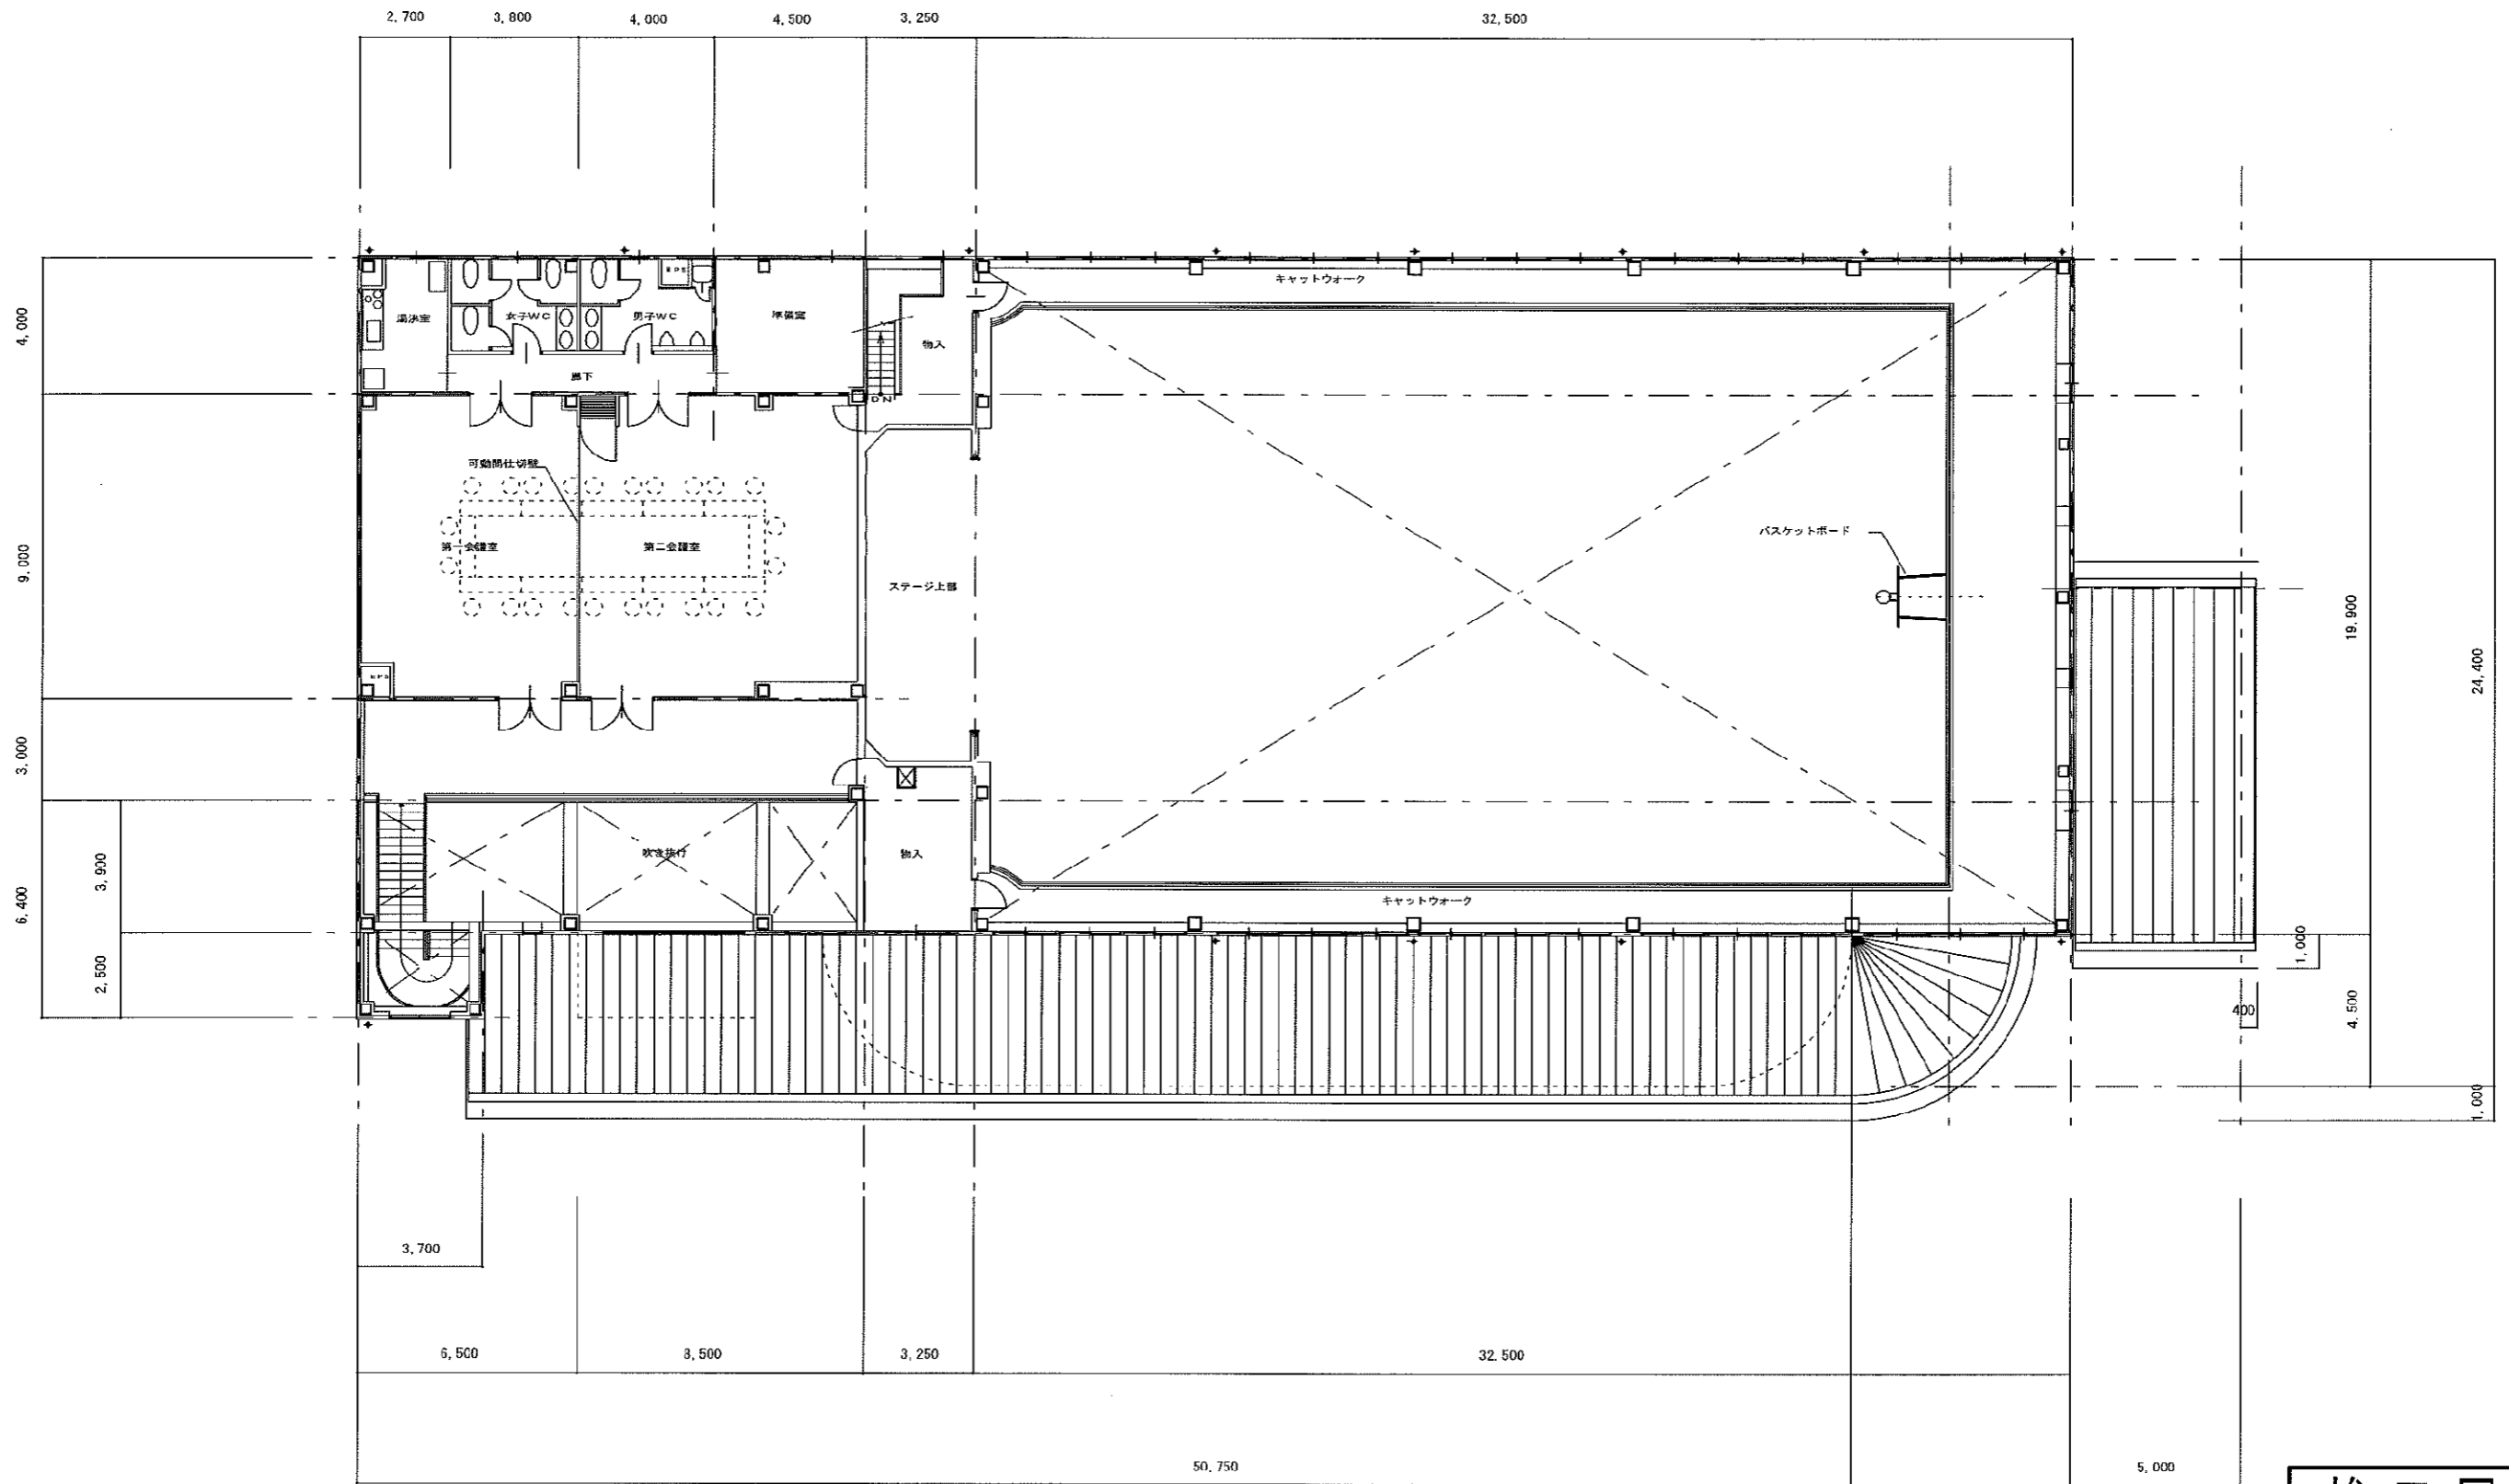 2,700
3,800
4,000
4,500
3,250
32,500
キャットウォーク
EPS
湯沸室
女子WC
男子WC
準備室
物入
廊下
DN
4,000
可動間仕切壁
バスケットボード
第一会議室
第二会議室
ステージ上部
9,000
19,900
24,400
EPS
3,000
吹き抜け
物入
3,900
6,400
キャットウォーク
1,000
2,500
400
4,500
1,000
3,700
6,500
8,500
3,250
32,500
50,750
5,000